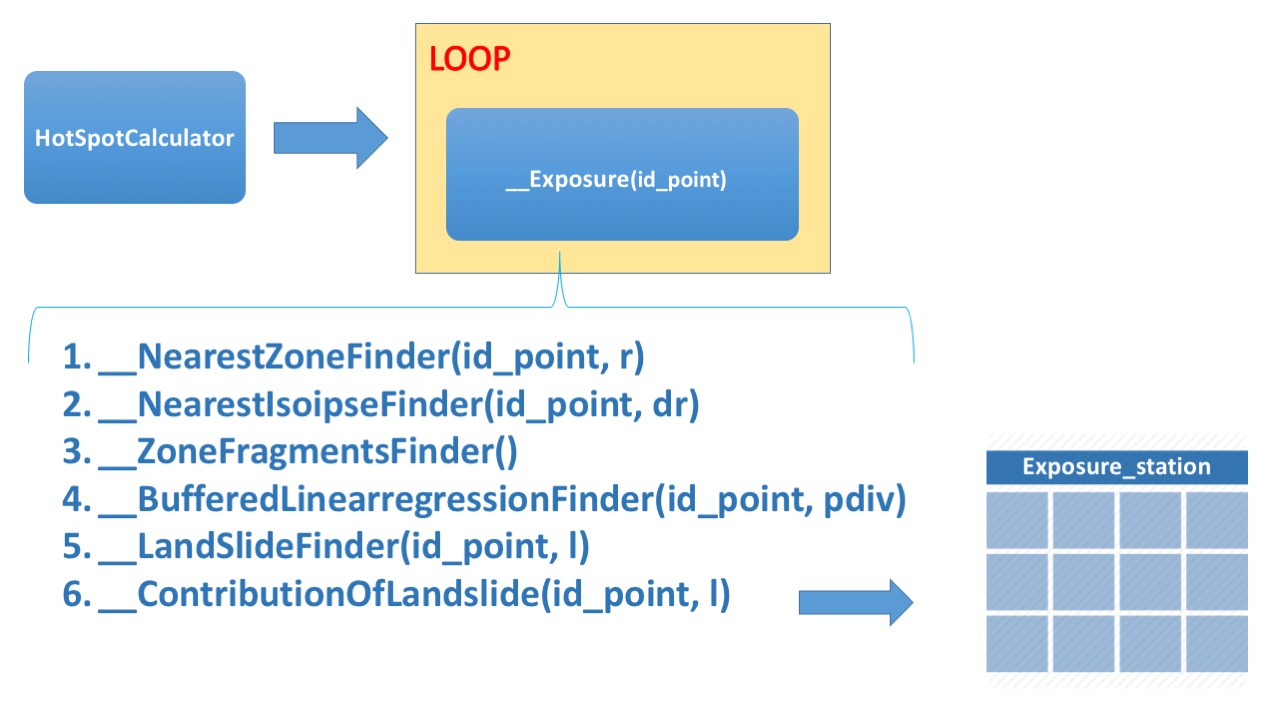 LOOP
HotSpotCalculator
__Exposure(id_point)
1. __NearestZoneFinder(id_point, r)
2. __NearestIsoipseFinder(id_point, dr)
3. __ZoneFragmentsFinder()
4. __BufferedLinearregressionFinder(id_point, pdiv)
5. __LandSlideFinder(id_point, l)
6. __ContributionOfLandslide(id_point, l)
Exposure_station